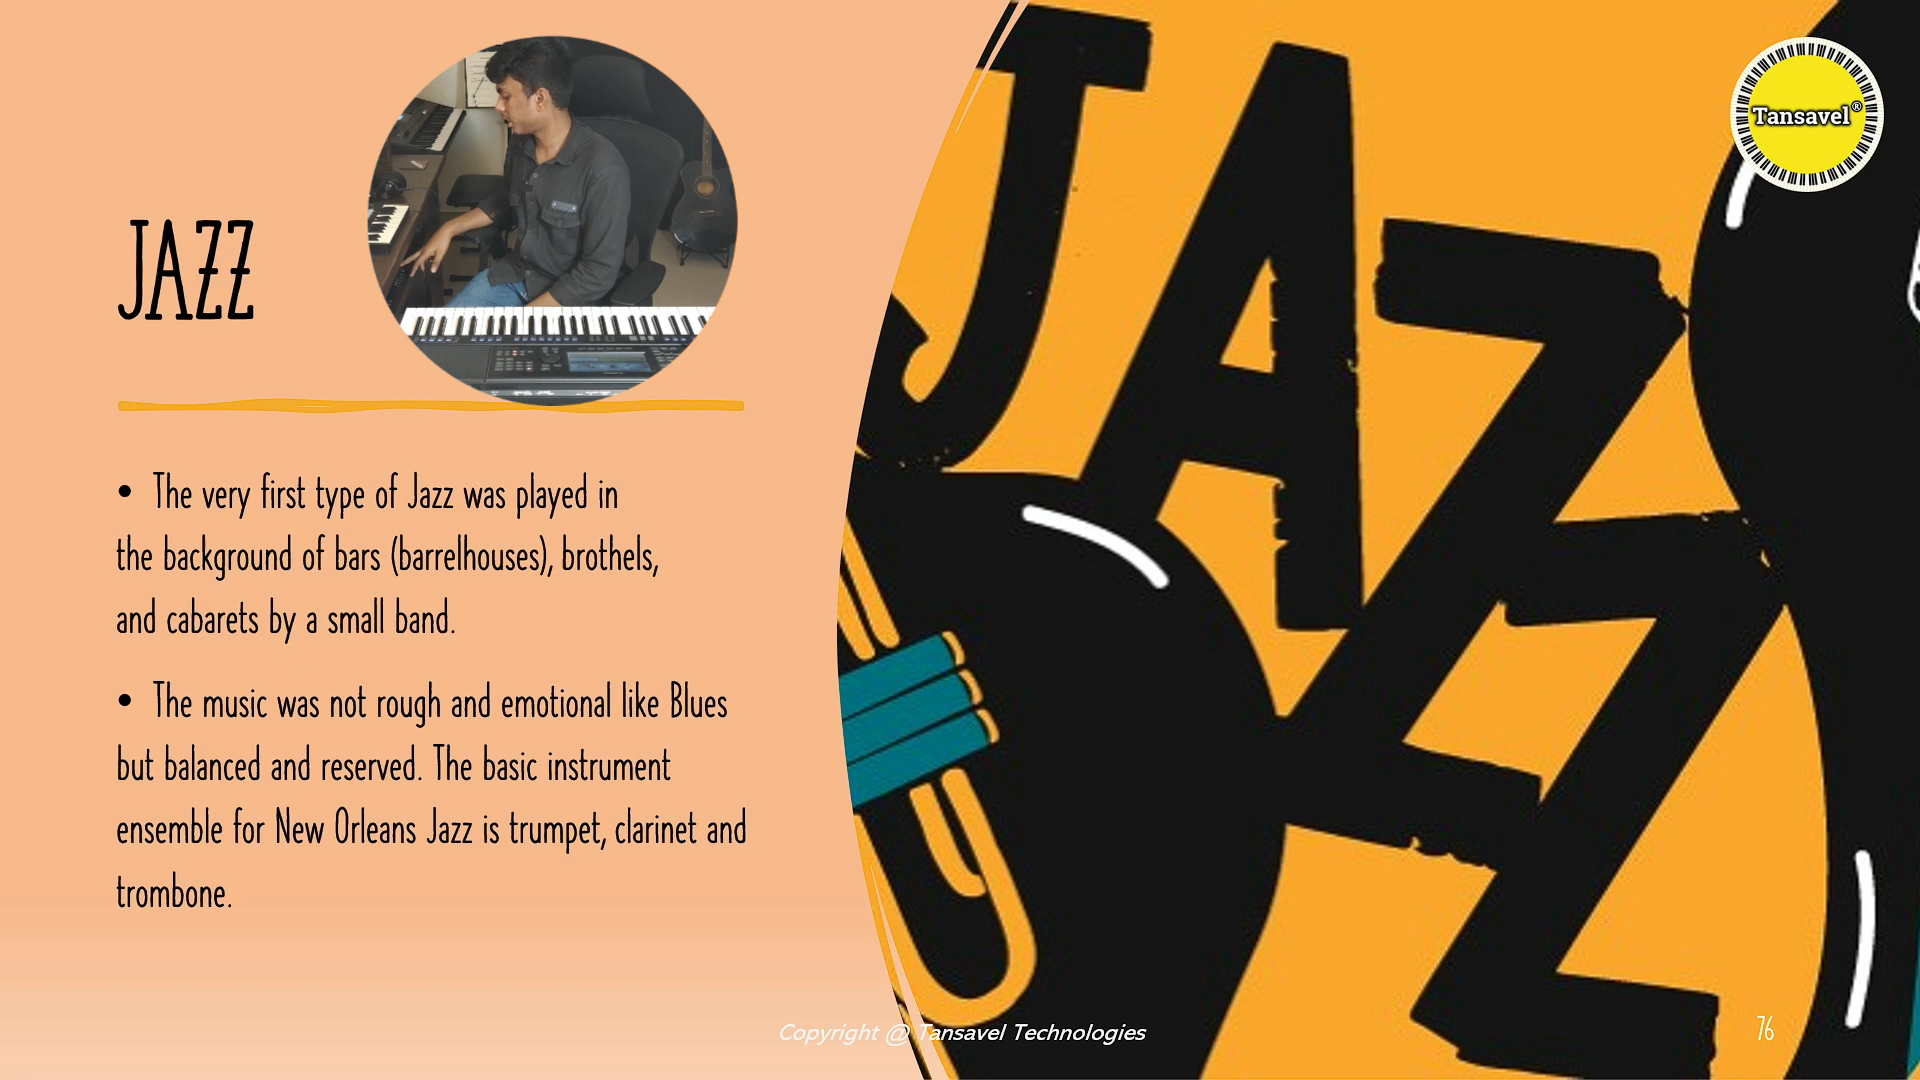 JAZZ
• The very first type of Jazz was played in
the background of bars (barrelhouses), brothels,
and cabarets by a small band.
• The music was not rough and emotional like Blues
but balanced and reserved. The basic instrument
ensemble for New Orleans Jazz is trumpet, clarinet and
trombone.
JAZZ
Tansavel®
Copyright @ Tansavel Technologies
76